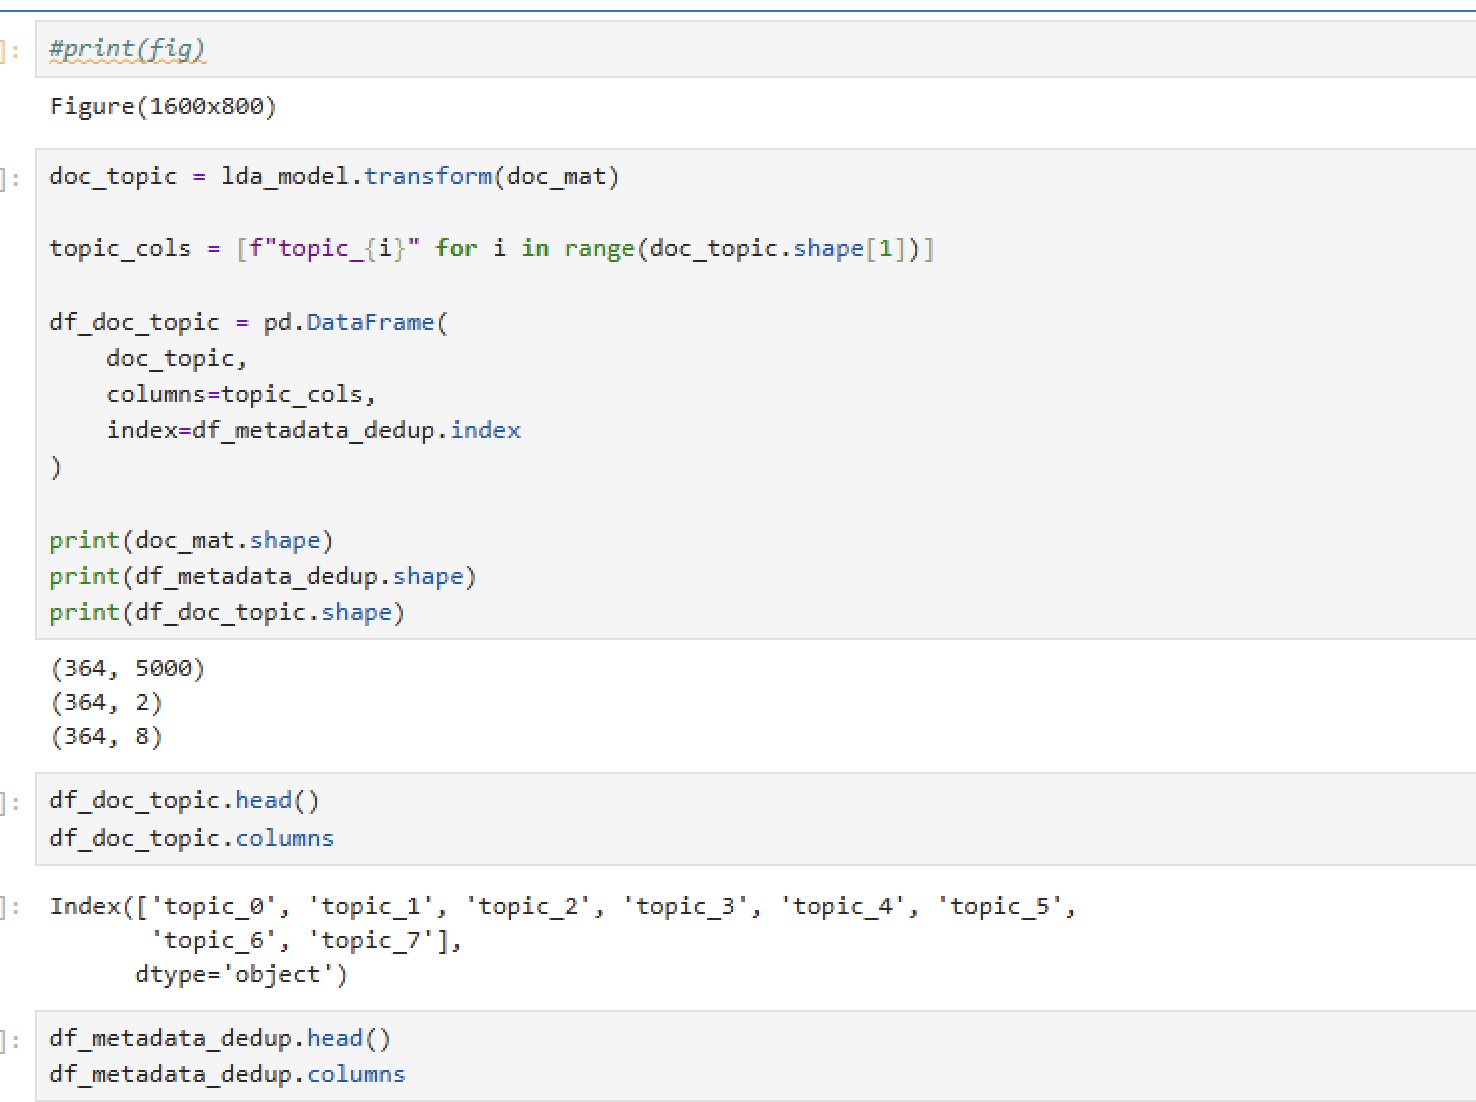 ]: #print(fig)
Figure(1600x800)
]: doc_topic = lda_model.transform(doc_mat)
topic_cols = [f"topic_{i}" for i in range(doc_topic.shape[1])]
df_doc_topic = pd.DataFrame(
    doc_topic,
    columns=topic_cols,
    index=df_metadata_dedup.index
)
print(doc_mat.shape)
print(df_metadata_dedup.shape)
print(df_doc_topic.shape)
(364, 5000)
(364, 2)
(364, 8)
]: df_doc_topic.head()
df_doc_topic.columns
]: Index(['topic_0', 'topic_1', 'topic_2', 'topic_3', 'topic_4', 'topic_5',
       'topic_6', 'topic_7'],
      dtype='object')
]: df_metadata_dedup.head()
df_metadata_dedup.columns